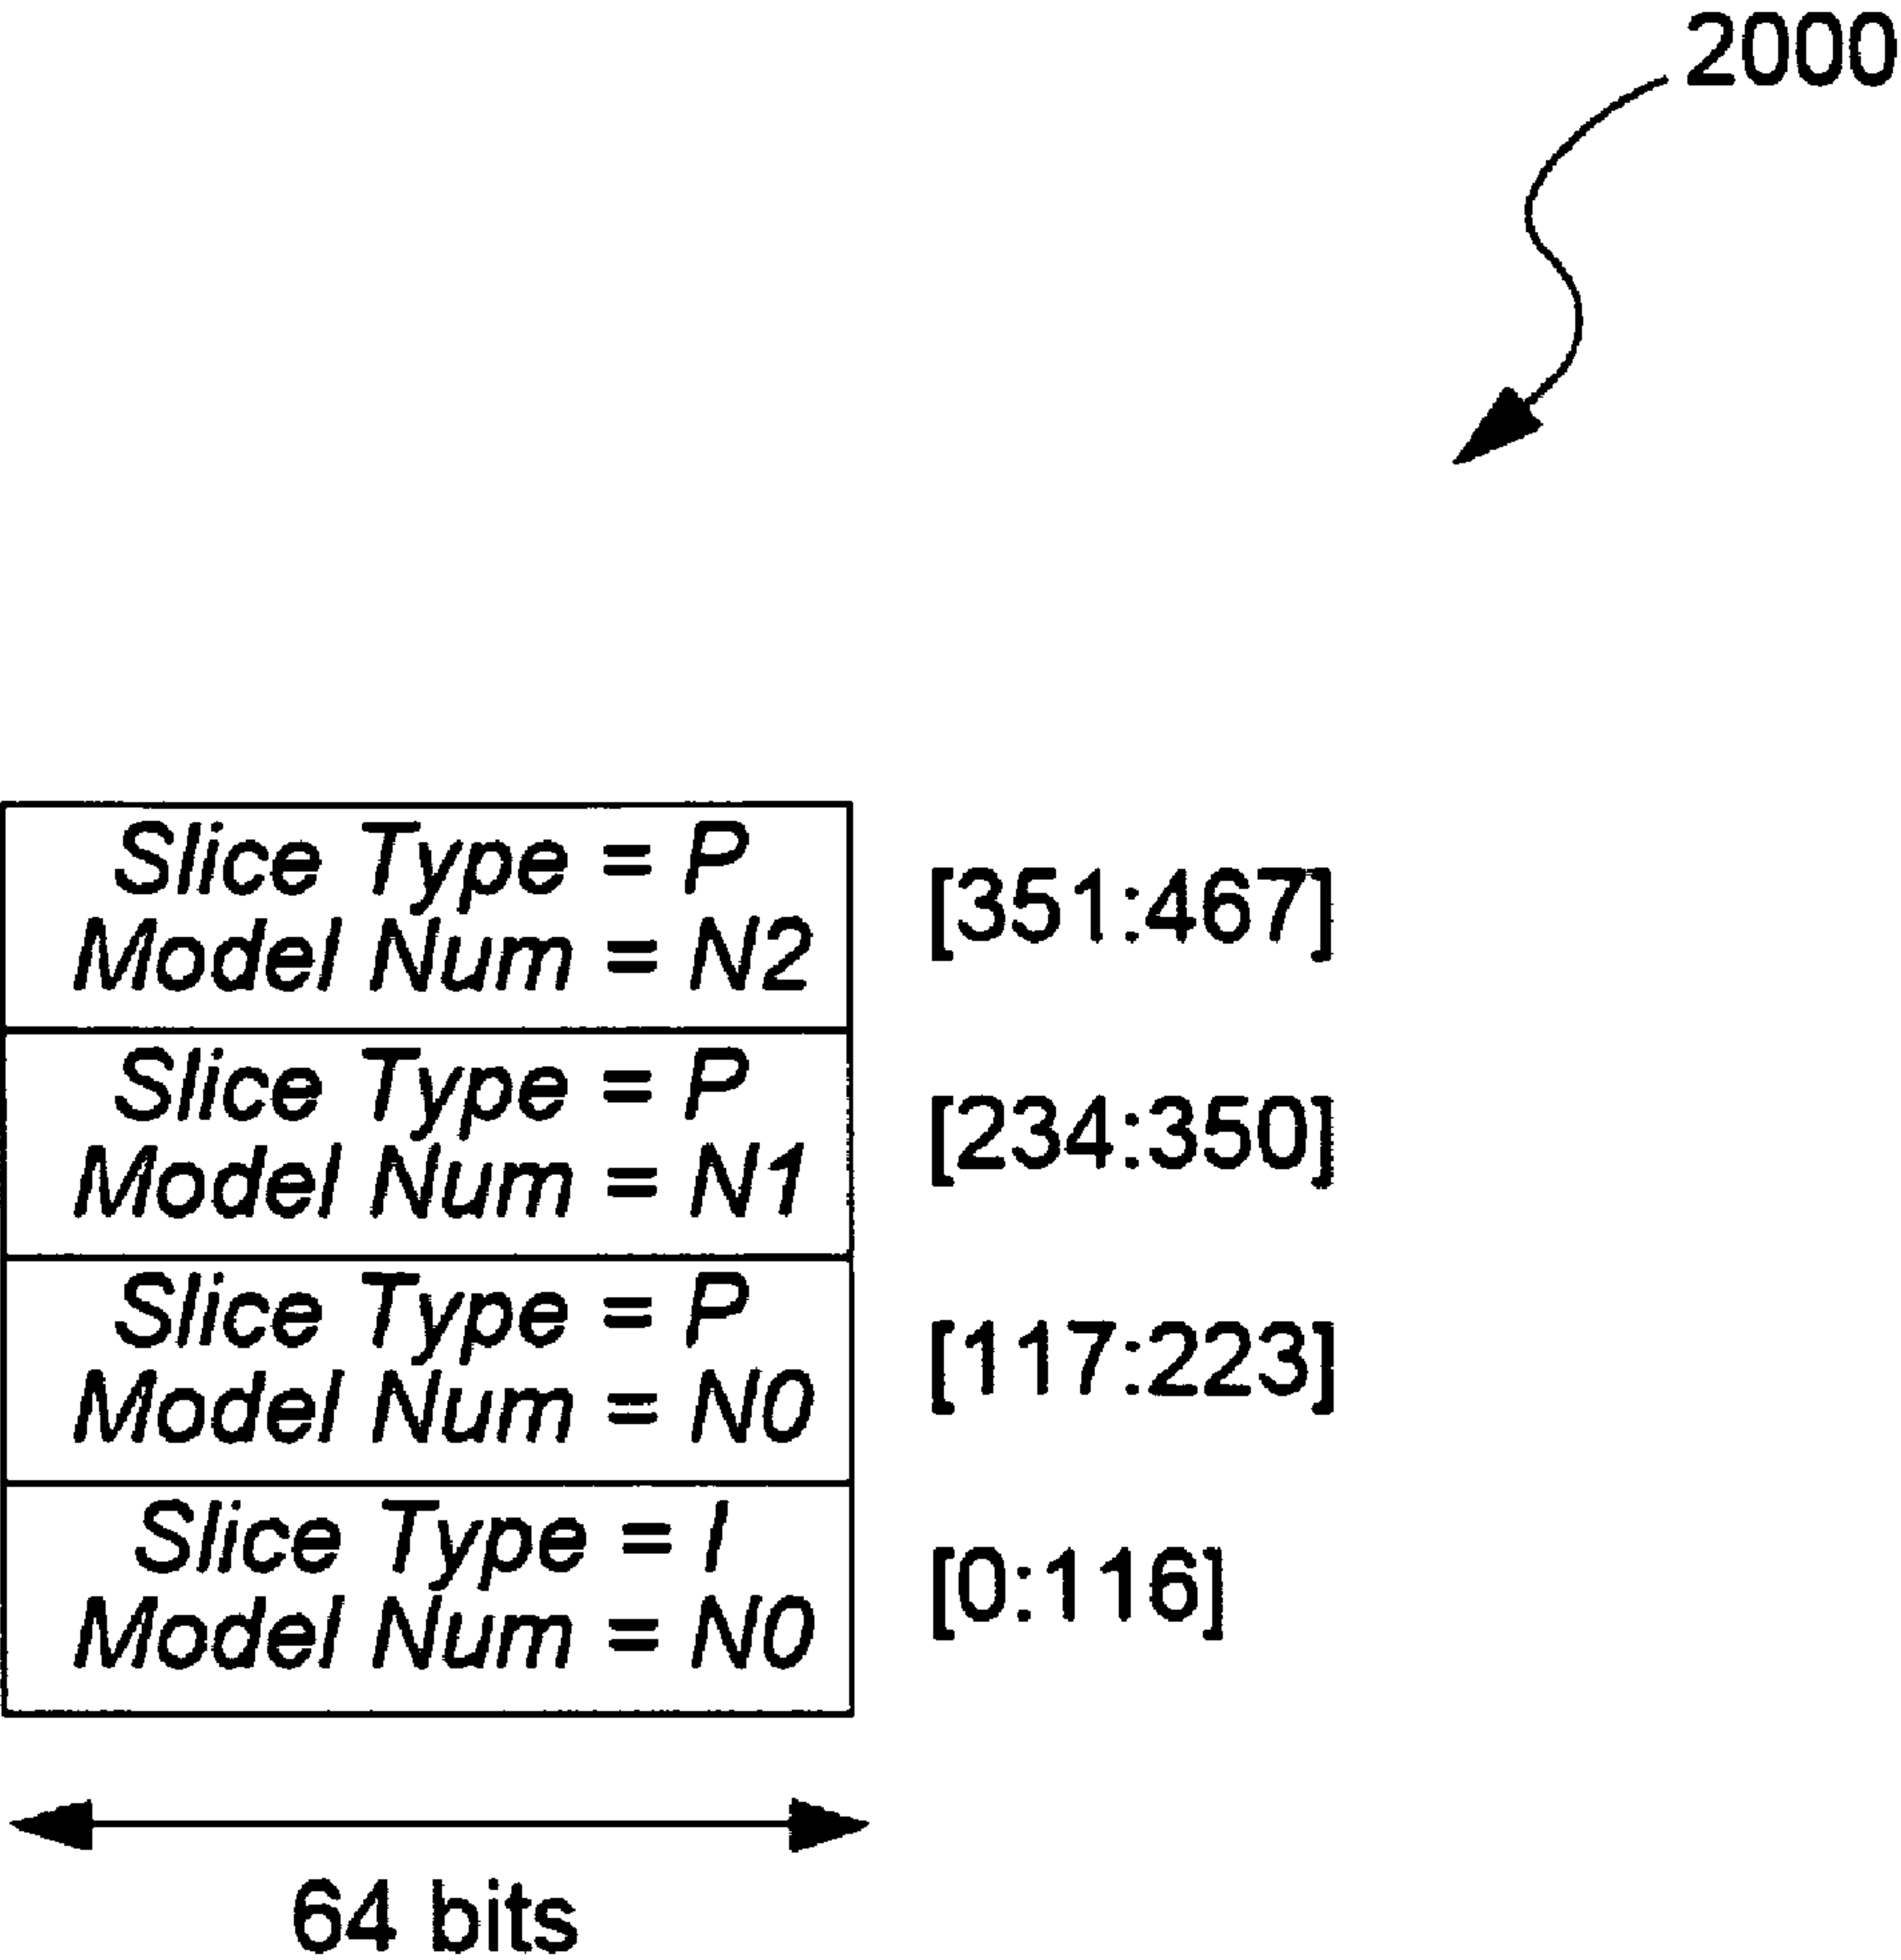 2000
Slice Type = P
Model Num = N2
[351:467]
Slice Type = P
Model Num = N1
[234:350]
Slice Type = P
Model Num = N0
[117:223]
Slice Type = I
Model Num = N0
[0:116]
64 bits